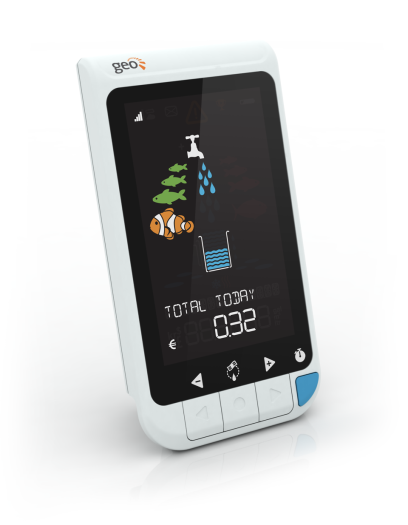 geo
TOTAL TODAY
€ 0.32
- +